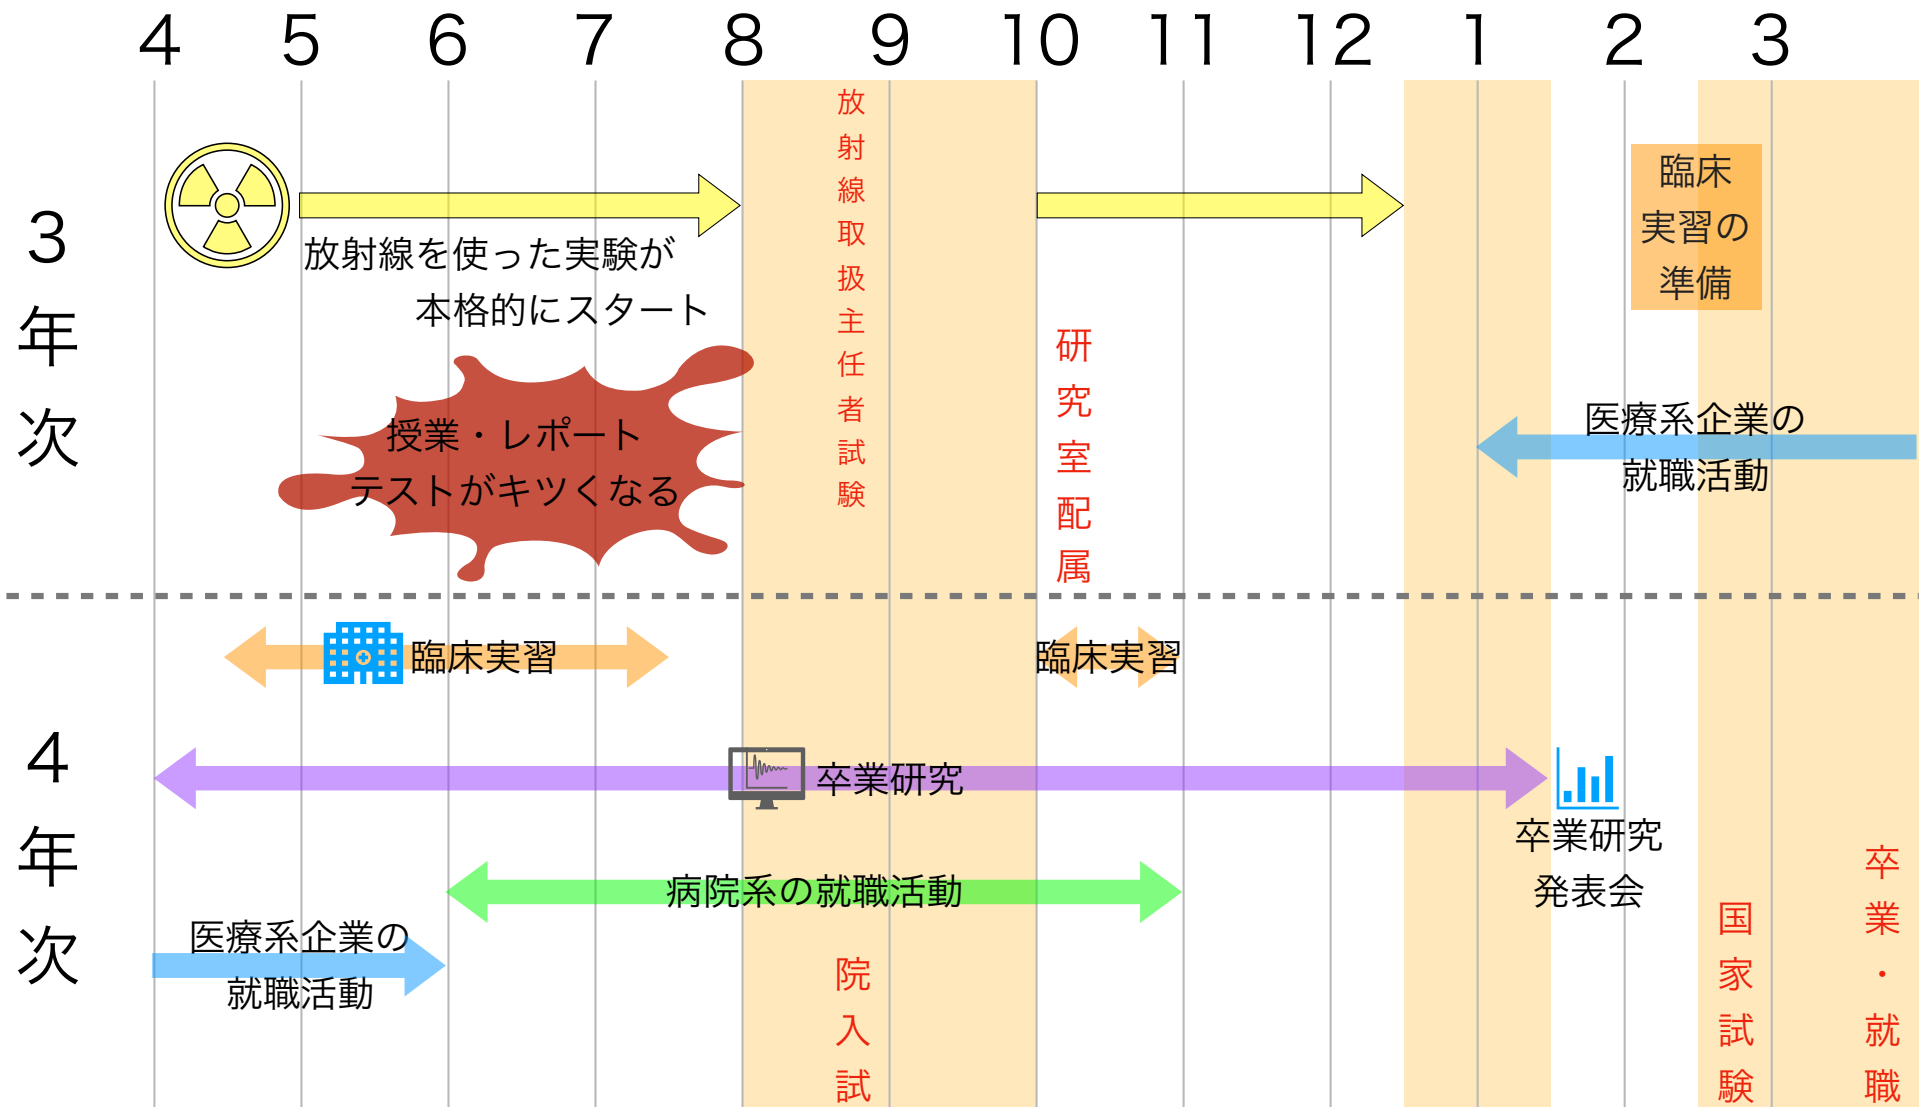 4 5 6 7 8 9 10 11 12 1 2 3
3年次
放射線を使った実験が
本格的にスタート
授業・レポート
テストがキツくなる
放射線取扱主任者試験
研究室配属
臨床
実習の
準備
医療系企業の
就職活動
4年次
臨床実習
臨床実習
卒業研究
卒業研究
発表会
病院系の就職活動
医療系企業の
就職活動
院入試
国家試験
卒業・就職